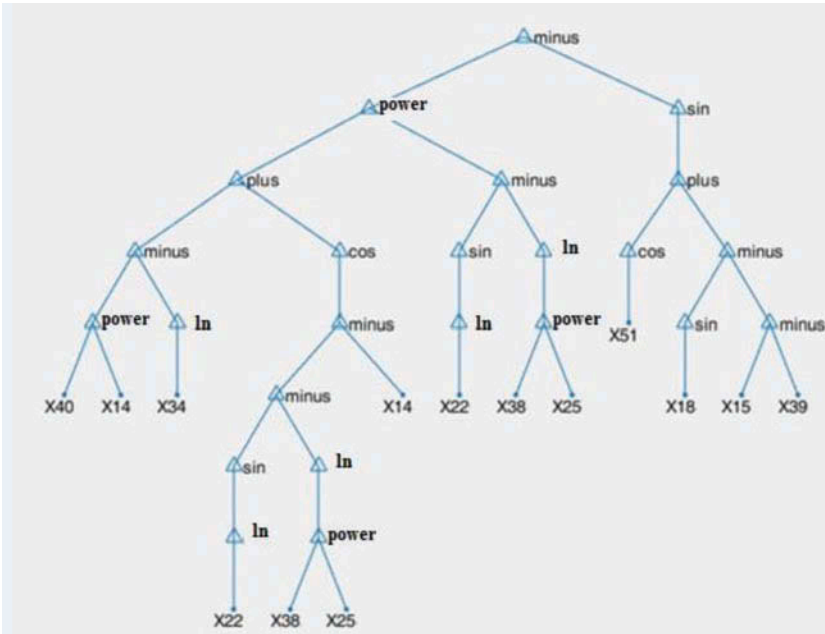 minus
power sin
plus minus plus
minus cos sin ln cos minus
power ln minus ln power X51 sin minus
X40 X14 X34 minus X14 X22 X38 X25 X18 X15 X39
sin ln
ln power
X22 X38 X25